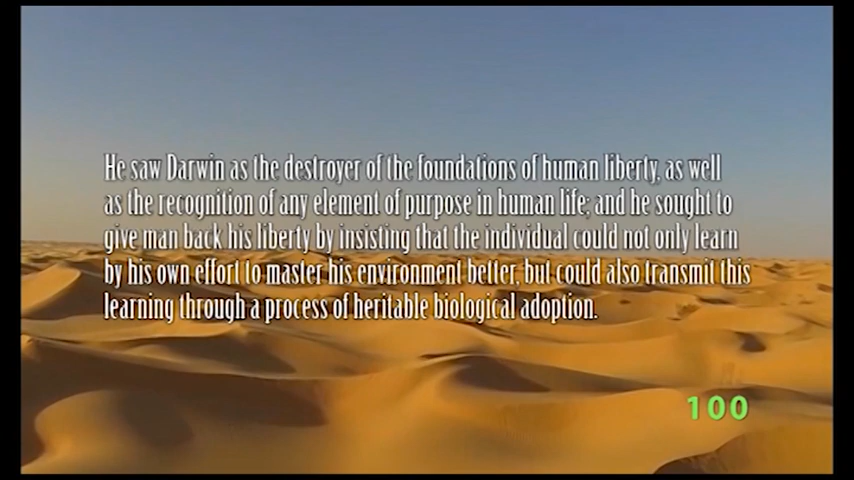 He saw Darwin as the destroyer of the foundations of human liberty, as well
as the recognition of any element of purpose in human life; and he sought to
give man back his liberty by insisting that the individual could not only learn
by his own effort to master his environment better, but could also transmit this
learning through a process of heritable biological adoption.
100